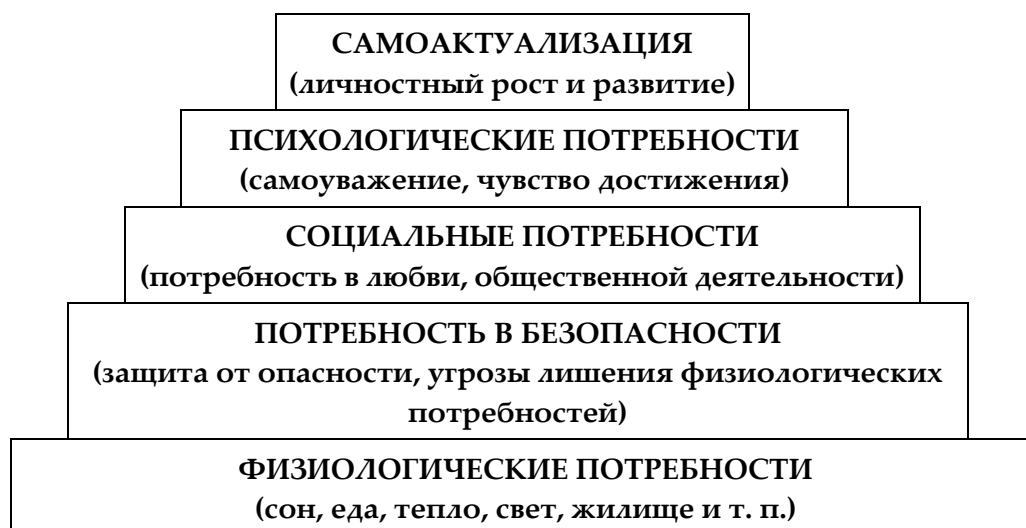 САМОАКТУАЛИЗАЦИЯ
(личностный рост и развитие)
ПСИХОЛОГИЧЕСКИЕ ПОТРЕБНОСТИ
(самоуважение, чувство достижения)
СОЦИАЛЬНЫЕ ПОТРЕБНОСТИ
(потребность в любви, общественной деятельности)
ПОТРЕБНОСТЬ В БЕЗОПАСНОСТИ
(защита от опасности, угрозы лишения физиологических
потребностей)
ФИЗИОЛОГИЧЕСКИЕ ПОТРЕБНОСТИ
(сон, еда, тепло, свет, жилище и т. п.)